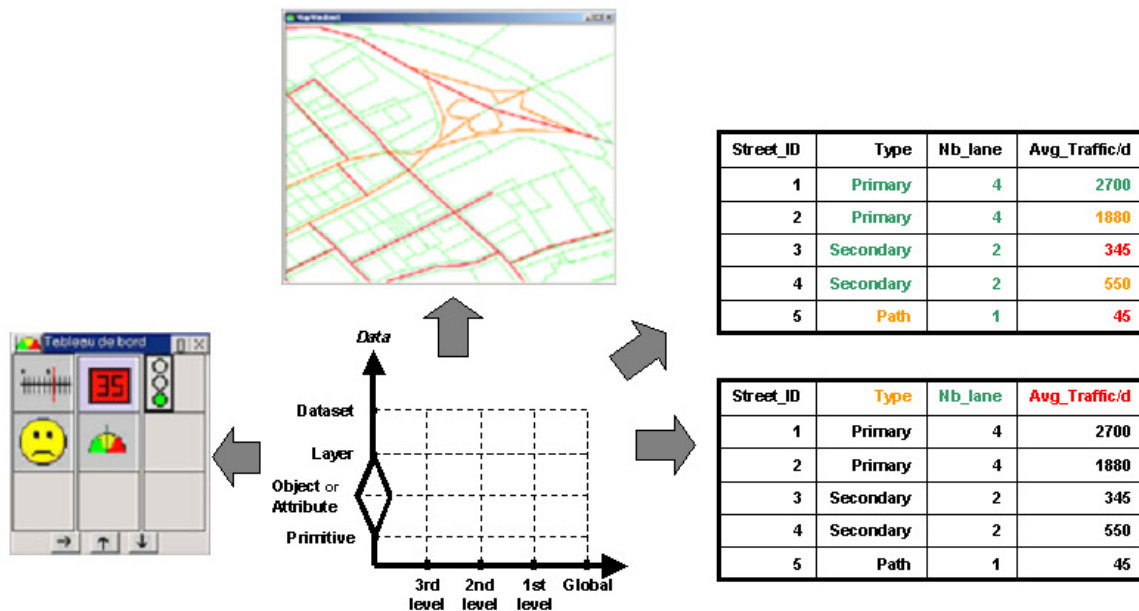 Street_ID Type Nb_lane Avg_Traffic/d
1 Primary 4 2700
2 Primary 4 1880
3 Secondary 2 345
4 Secondary 2 550
5 Path 1 45
Tableau de bord
35
Data
Dataset
Layer
Object or
Attribute
Primitive
3rd level
2nd level
1st level
Global
Street_ID Type Nb_lane Avg_Traffic/d
1 Primary 4 2700
2 Primary 4 1880
3 Secondary 2 345
4 Secondary 2 550
5 Path 1 45